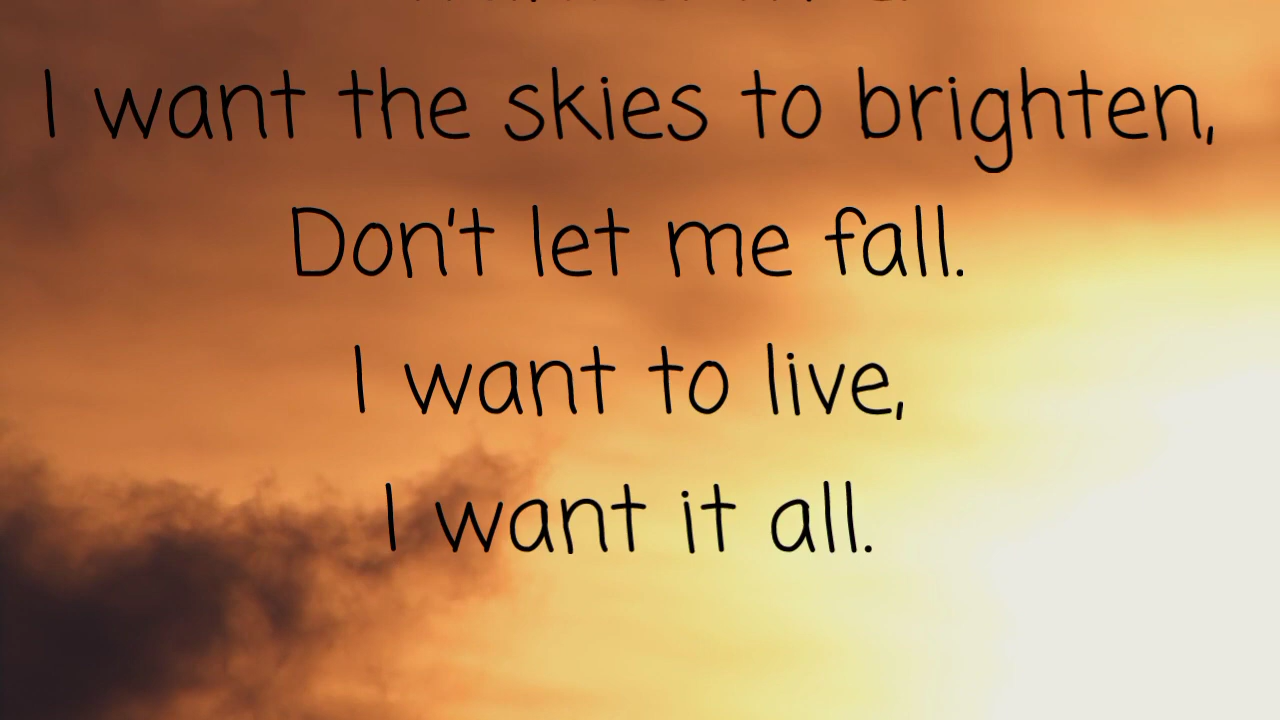 I want the skies to brighten,
Don't let me fall.
I want to live,
I want it all.